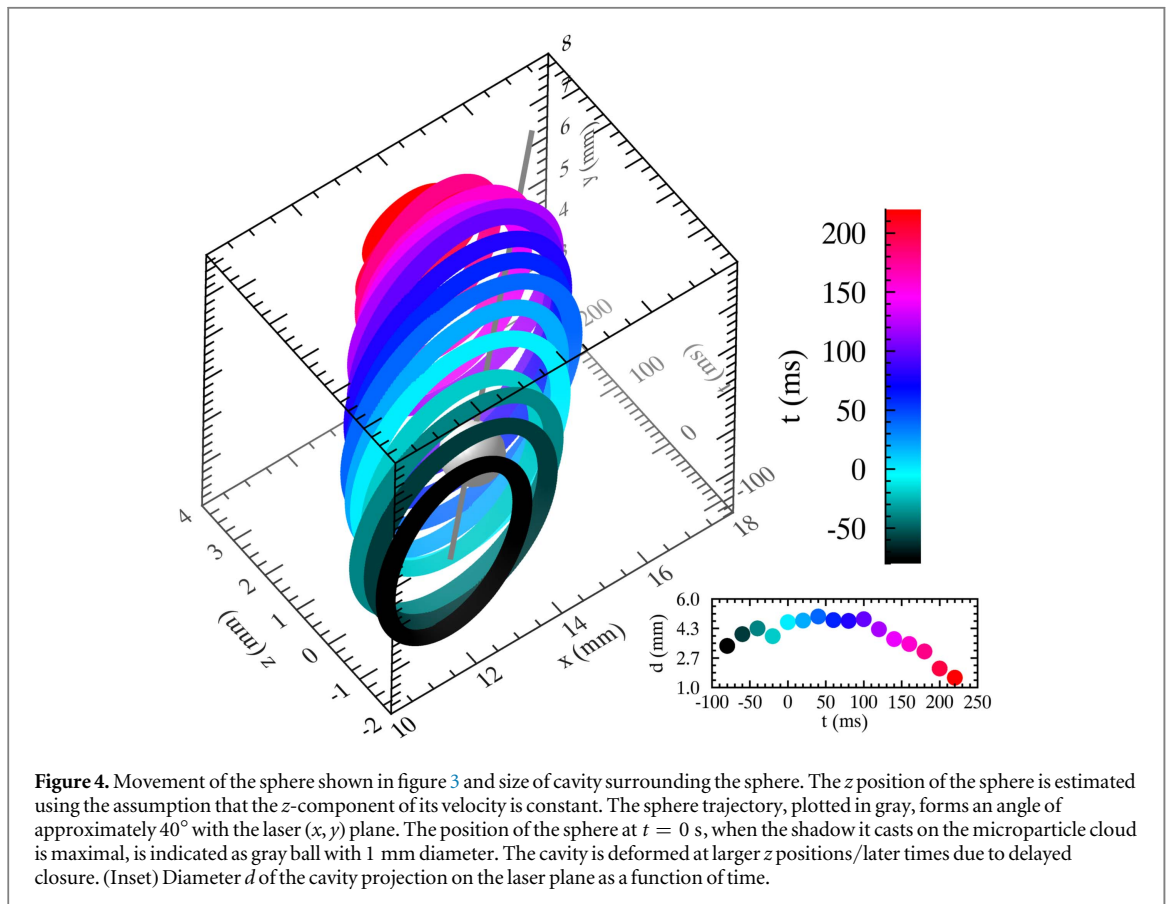 8
7
6
y (mm)
5
4
3
200
100
t (ms)
0
-100
18
16
x (mm)
14
12
10
4
3
2
z (mm)
1
0
-1
-2
200
150
100
50
0
-50
t (ms)
6.0
4.3
2.7
1.0
d (mm)
-100 -50 0 50 100 150 200 250
t (ms)
Figure 4. Movement of the sphere shown in figure 3 and size of cavity surrounding the sphere. The z position of the sphere is estimated
using the assumption that the z-component of its velocity is constant. The sphere trajectory, plotted in gray, forms an angle of
approximately 40° with the laser (x, y) plane. The position of the sphere at t = 0 s, when the shadow it casts on the microparticle cloud
is maximal, is indicated as gray ball with 1 mm diameter. The cavity is deformed at larger z positions/later times due to delayed
closure. (Inset) Diameter d of the cavity projection on the laser plane as a function of time.